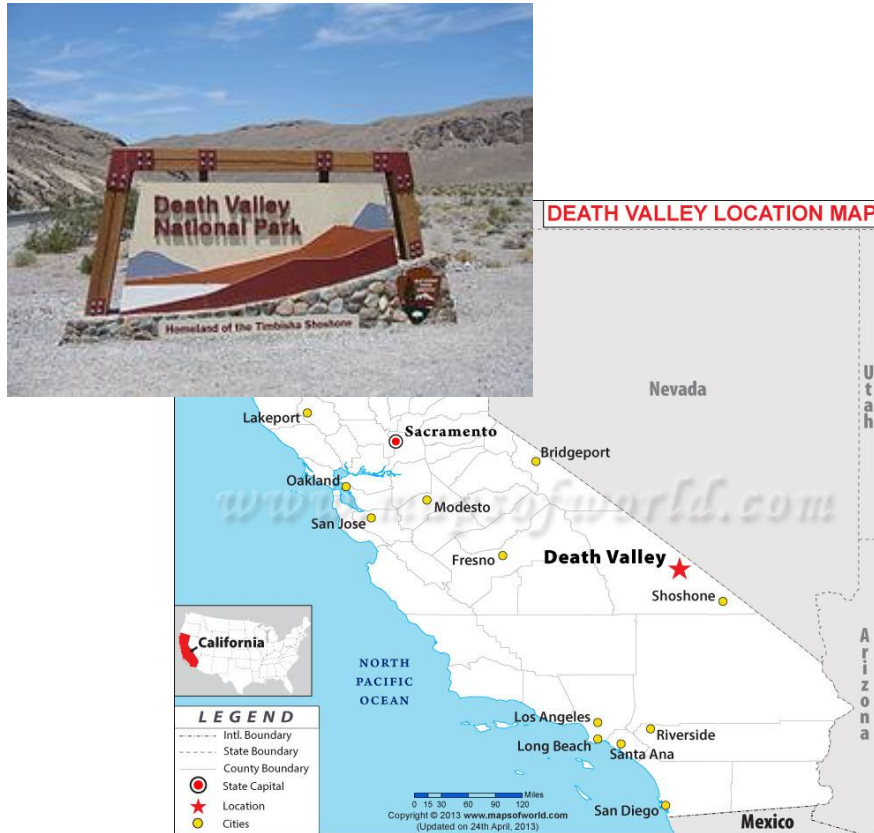 Death Valley
National Park
Homeland of the Timbisha Shoshone
DEATH VALLEY LOCATION MAP
Nevada
Utah
Lakeport
Sacramento
Bridgeport
Oakland
www.mapsofworld.com
Modesto
San Jose
Fresno
Death Valley
Shoshone
California
Arizona
NORTH
PACIFIC
OCEAN
LEGEND
Intl. Boundary
State Boundary
County Boundary
State Capital
Location
Cities
Los Angeles
Riverside
Long Beach
Santa Ana
Miles
0 15 30 60 90 120
Copyright © 2013 www.mapsofworld.com
(Updated on 24th April, 2013)
San Diego
Mexico